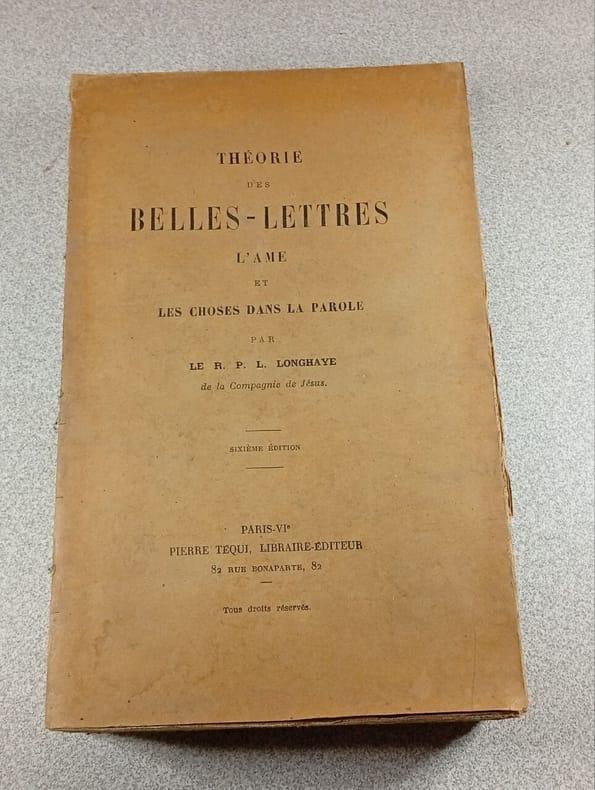 THÉORIE
DES
BELLES-LETTRES
L'AME
ET
LES CHOSES DANS LA PAROLE
PAR
LE R. P. L. LONGHAYE
de la Compagnie de Jésus.
SIXIÈME ÉDITION
PARIS-VIe
PIERRE TÉQUI, LIBRAIRE-ÉDITEUR
82 RUE BONAPARTE, 82
Tous droits réservés.